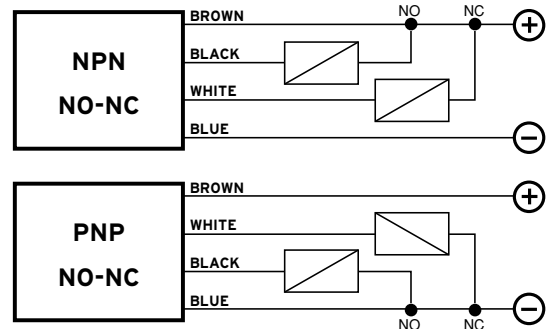 BROWN
NO
NC
NPN
NO-NC
BLACK
WHITE
BLUE
BROWN
PNP
NO-NC
WHITE
BLACK
BLUE
NO
NC